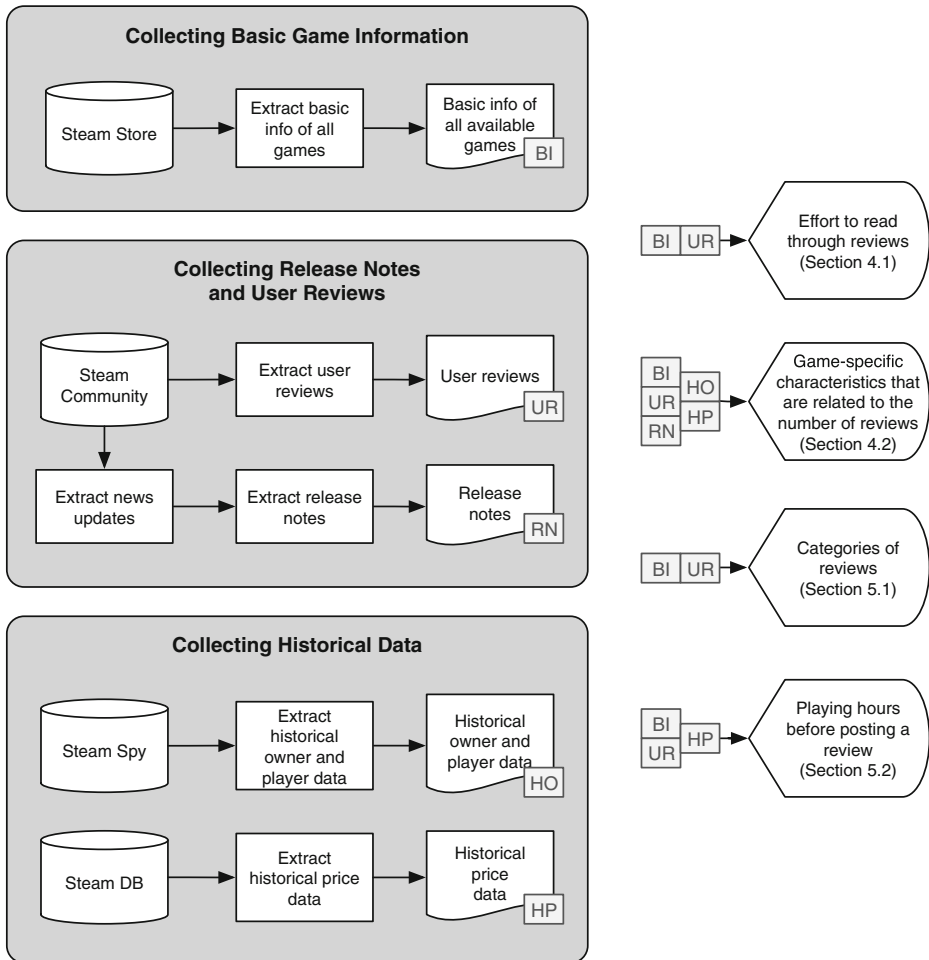 Collecting Basic Game Information
Steam Store
Extract basic
info of all
games
Basic info of
all available
games
BI
Collecting Release Notes
and User Reviews
Steam
Community
Extract user
reviews
User reviews
UR
Extract news
updates
Extract release
notes
Release
notes
RN
Collecting Historical Data
Steam Spy
Extract
historical
owner and
player data
Historical
owner and
player data
HO
Steam DB
Extract
historical price
data
Historical
price
data
HP
BI UR
Effort to read
through reviews
(Section 4.1)
BI
HO
UR
HP
RN
Game-specific
characteristics that
are related to the
number of reviews
(Section 4.2)
BI UR
Categories of
reviews
(Section 5.1)
BI
HP
UR
Playing hours
before posting a
review
(Section 5.2)